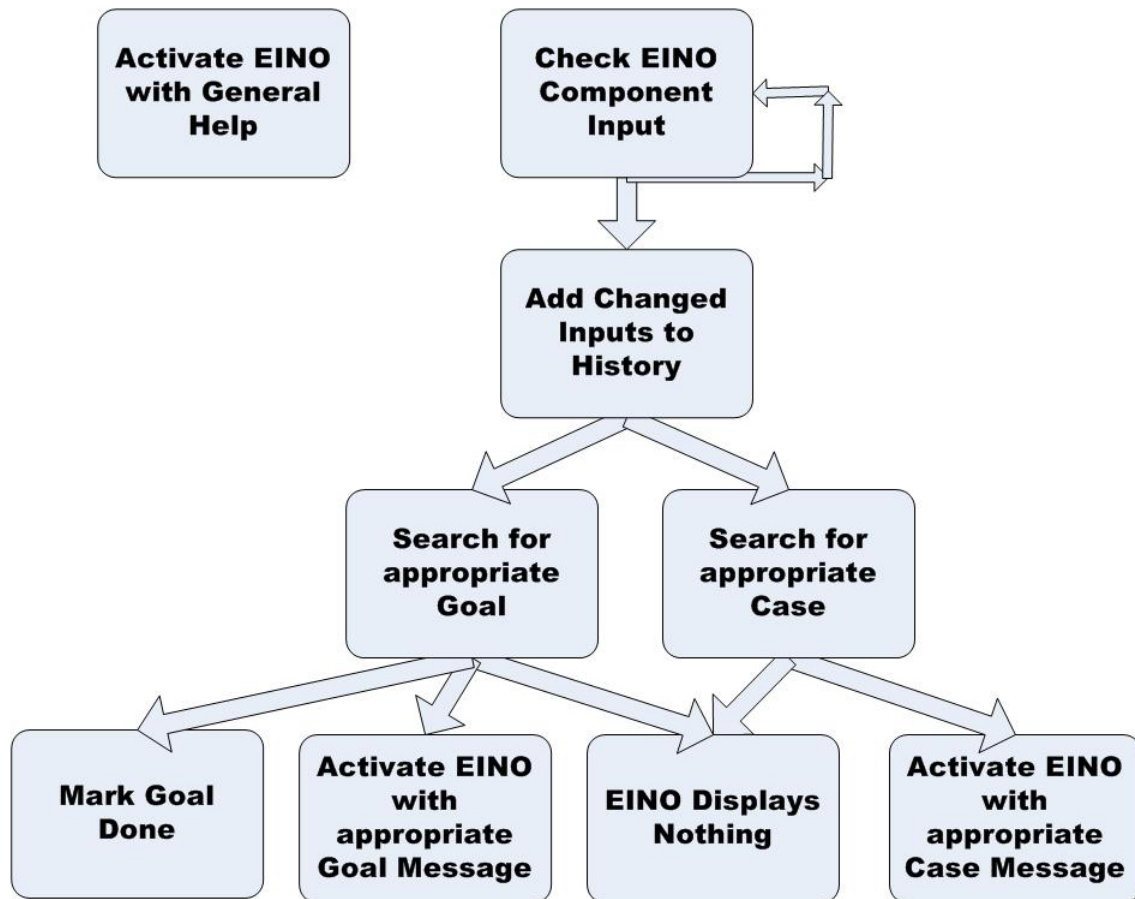 Activate EINO
with General
Help
Check EINO
Component
Input
Add Changed
Inputs to
History
Search for
appropriate
Goal
Search for
appropriate
Case
Mark Goal
Done
Activate EINO
with
appropriate
Goal Message
EINO Displays
Nothing
Activate EINO
with
appropriate
Case Message